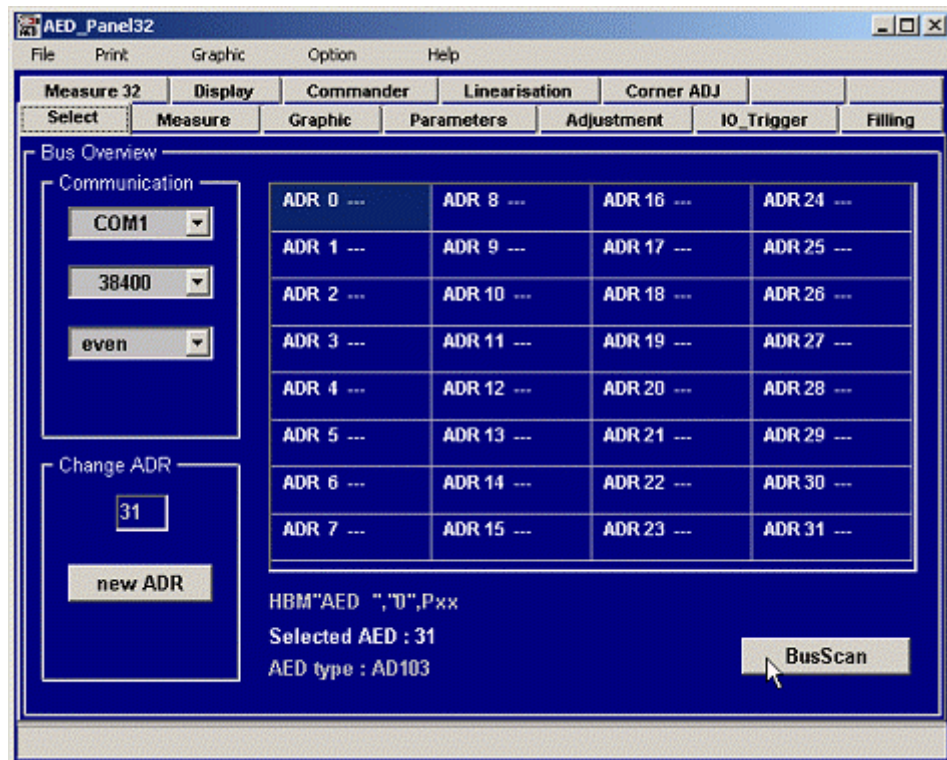 AED_Panel32
File Print Graphic Option Help
Measure 32 Display Commander Linearisation Corner ADJ
Select Measure Graphic Parameters Adjustment IO_Trigger Filling
Bus Overview
Communication
COM1
38400
even
ADR 0 --- ADR 8 --- ADR 16 --- ADR 24 ---
ADR 1 --- ADR 9 --- ADR 17 --- ADR 25 ---
ADR 2 --- ADR 10 --- ADR 18 --- ADR 26 ---
ADR 3 --- ADR 11 --- ADR 19 --- ADR 27 ---
ADR 4 --- ADR 12 --- ADR 20 --- ADR 28 ---
ADR 5 --- ADR 13 --- ADR 21 --- ADR 29 ---
ADR 6 --- ADR 14 --- ADR 22 --- ADR 30 ---
ADR 7 --- ADR 15 --- ADR 23 --- ADR 31 ---
Change ADR
31
new ADR
HBM"AED ","0",Pxx
Selected AED : 31
AED type : AD103
BusScan